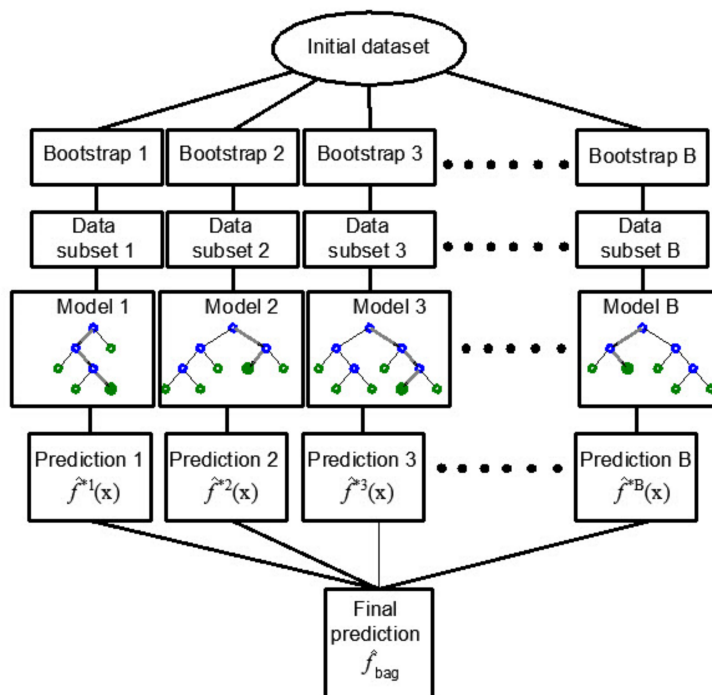 Initial dataset
Bootstrap 1
Bootstrap 2
Bootstrap 3
Bootstrap B
Data
subset 1
Data
subset 2
Data
subset 3
Data
subset B
Model 1
Model 2
Model 3
Model B
Prediction 1
f̂*¹(x)
Prediction 2
f̂*²(x)
Prediction 3
f̂*³(x)
Prediction B
f̂*ᴮ(x)
Final
prediction
f̂bag